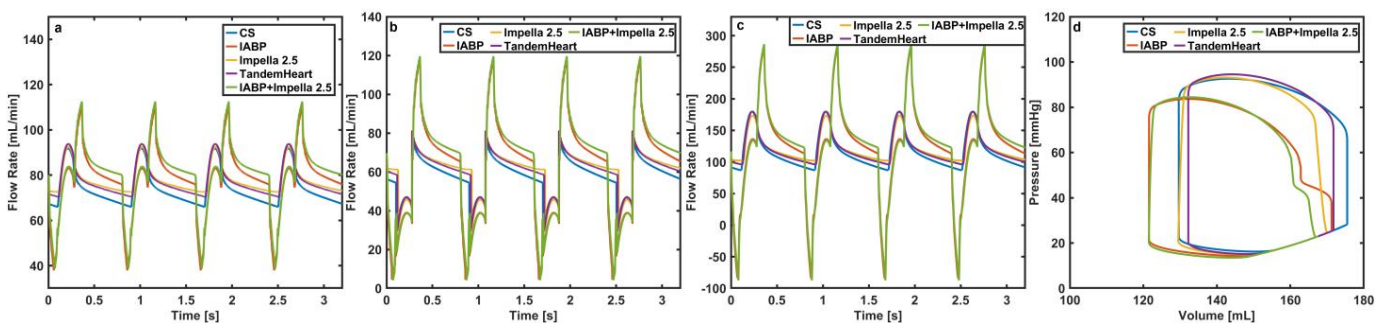 a
CS
IABP
Impella 2.5
TandemHeart
IABP+Impella 2.5
Flow Rate [mL/min]
150
130
110
90
80
60
40
0 0.5 1 1.5 2 2.5 3
Time [s]
b
CS Impella 2.5 IABP+Impella 2.5
IABP TandemHeart
Flow Rate [mL/min]
140
120
100
80
60
40
20
0
0 0.5 1 1.5 2 2.5 3
Time [s]
c
CS Impella 2.5 IABP+Impella 2.5
IABP TandemHeart
Flow Rate [mL/min]
300
250
200
150
100
50
0
-50
-100
0 0.5 1 1.5 2 2.5 3
Time [s]
d
CS Impella 2.5 IABP+Impella 2.5
IABP TandemHeart
Pressure [mmHg]
120
100
80
60
40
20
0
100 120 140 160 180
Volume [mL]